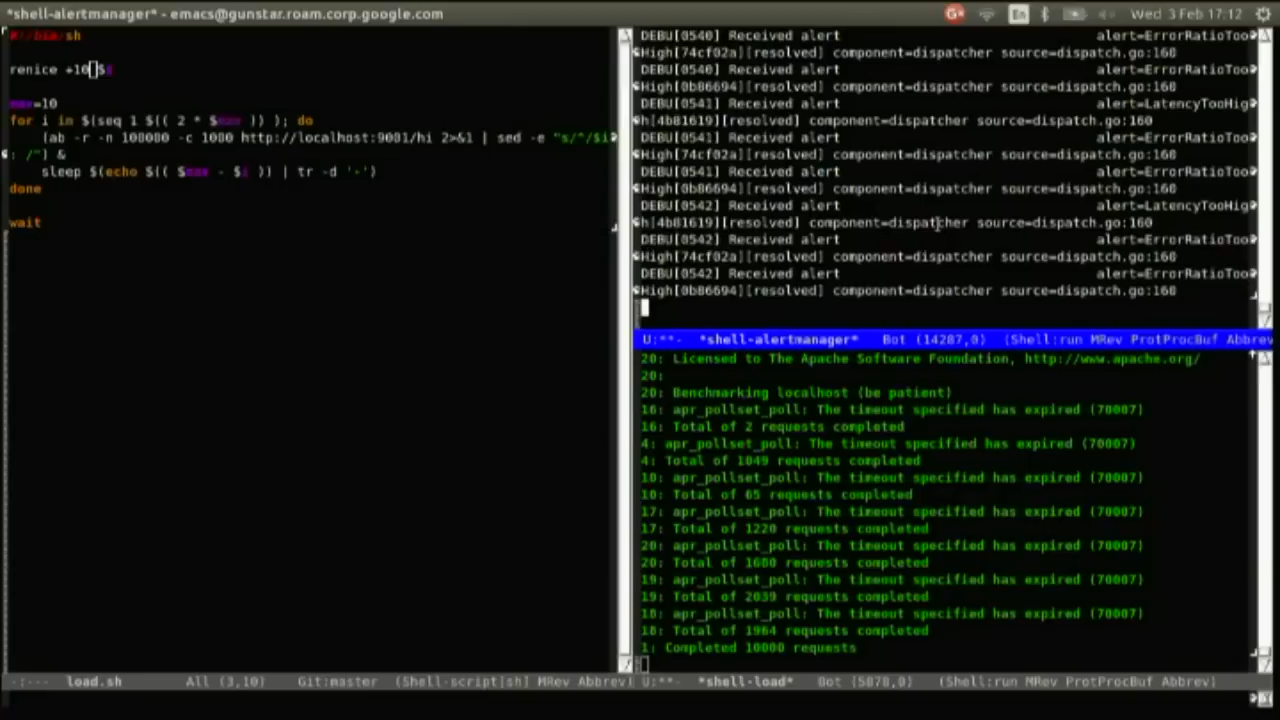 *shell-alertmanager* - emacs@gunstar.roam.corp.google.com
En
Wed 3 Feb 17:12
#!/bin/sh
renice +10 $$
max=10
for i in $(seq 1 $(( 2 * $max )) ); do
(ab -r -n 100000 -c 1000 http://localhost:9081/hi 2>&1 | sed -e "s/^/$i
: /") &
sleep $(echo $(( $max - $i )) | tr -d '-')
done
wait
-:--- load.sh All (3,10) Git:master (Shell-script[sh] MRev Abbrev)
DEBU[0540] Received alert alert=ErrorRatioToo
High[74cf02a][resolved] component=dispatcher source=dispatch.go:160
DEBU[0540] Received alert alert=ErrorRatioToo
High[0b86694][resolved] component=dispatcher source=dispatch.go:160
DEBU[0541] Received alert alert=LatencyTooHig
h[4b81619][resolved] component=dispatcher source=dispatch.go:160
DEBU[0541] Received alert alert=ErrorRatioToo
High[74cf02a][resolved] component=dispatcher source=dispatch.go:160
DEBU[0541] Received alert alert=ErrorRatioToo
High[0b86694][resolved] component=dispatcher source=dispatch.go:160
DEBU[0542] Received alert alert=LatencyTooHig
h[4b81619][resolved] component=dispatcher source=dispatch.go:160
DEBU[0542] Received alert alert=ErrorRatioToo
High[74cf02a][resolved] component=dispatcher source=dispatch.go:160
DEBU[0542] Received alert alert=ErrorRatioToo
High[0b86694][resolved] component=dispatcher source=dispatch.go:160
U:**- *shell-alertmanager* Bot (14287,0) (Shell:run MRev ProtProcBuf Abbrev
20: Licensed to The Apache Software Foundation, http://www.apache.org/
20:
20: Benchmarking localhost (be patient)
16: apr_pollset_poll: The timeout specified has expired (70007)
16: Total of 2 requests completed
4: apr_pollset_poll: The timeout specified has expired (70007)
4: Total of 1049 requests completed
10: apr_pollset_poll: The timeout specified has expired (70007)
10: Total of 65 requests completed
17: apr_pollset_poll: The timeout specified has expired (70007)
17: Total of 1220 requests completed
20: apr_pollset_poll: The timeout specified has expired (70007)
20: Total of 1600 requests completed
19: apr_pollset_poll: The timeout specified has expired (70007)
19: Total of 2039 requests completed
18: apr_pollset_poll: The timeout specified has expired (70007)
18: Total of 1964 requests completed
1: Completed 10000 requests
U:**- *shell-load* Bot (5078,0) (Shell:run MRev ProtProcBuf Abbrev)